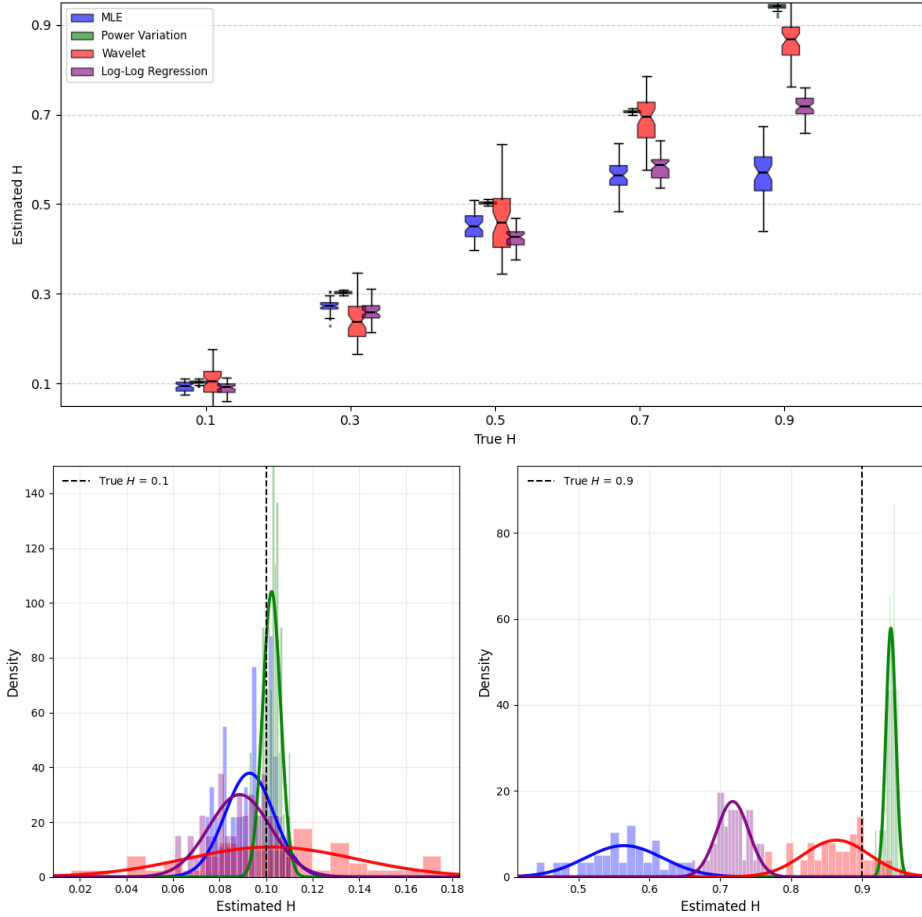 MLE
Power Variation
Wavelet
Log-Log Regression
Estimated H
0.9
0.7
0.5
0.3
0.1
0.1 0.3 0.5 0.7 0.9
True H
True H = 0.1
Density
140
120
100
80
60
40
20
0
0.02 0.04 0.06 0.08 0.10 0.12 0.14 0.16 0.18
Estimated H
True H = 0.9
Density
80
60
40
20
0
0.5 0.6 0.7 0.8 0.9
Estimated H